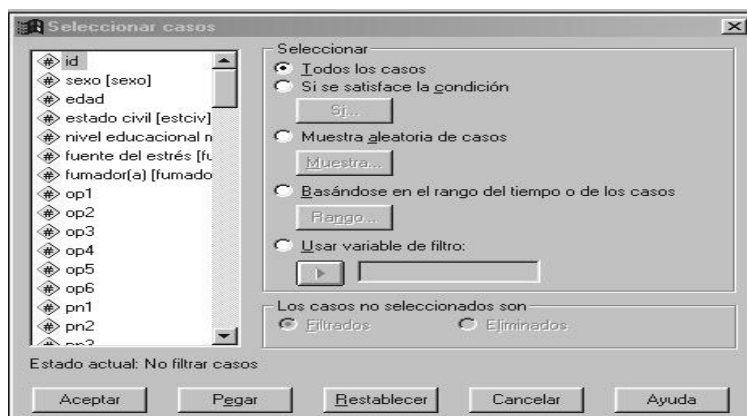 Seleccionar casos
id
sexo [sexo]
edad
estado civil [estciv]
nivel educacional n
fuente del estrés [fu
fumador(a) [fumado
op1
op2
op3
op4
op5
op6
pn1
pn2
pn3
Seleccionar
Todos los casos
Si se satisface la condición
Sí...
Muestra aleatoria de casos
Muestra...
Basándose en el rango del tiempo o de los casos
Rango...
Usar variable de filtro:
Los casos no seleccionados son
Filtrados
Eliminados
Estado actual: No filtrar casos
Aceptar
Pegar
Restablecer
Cancelar
Ayuda